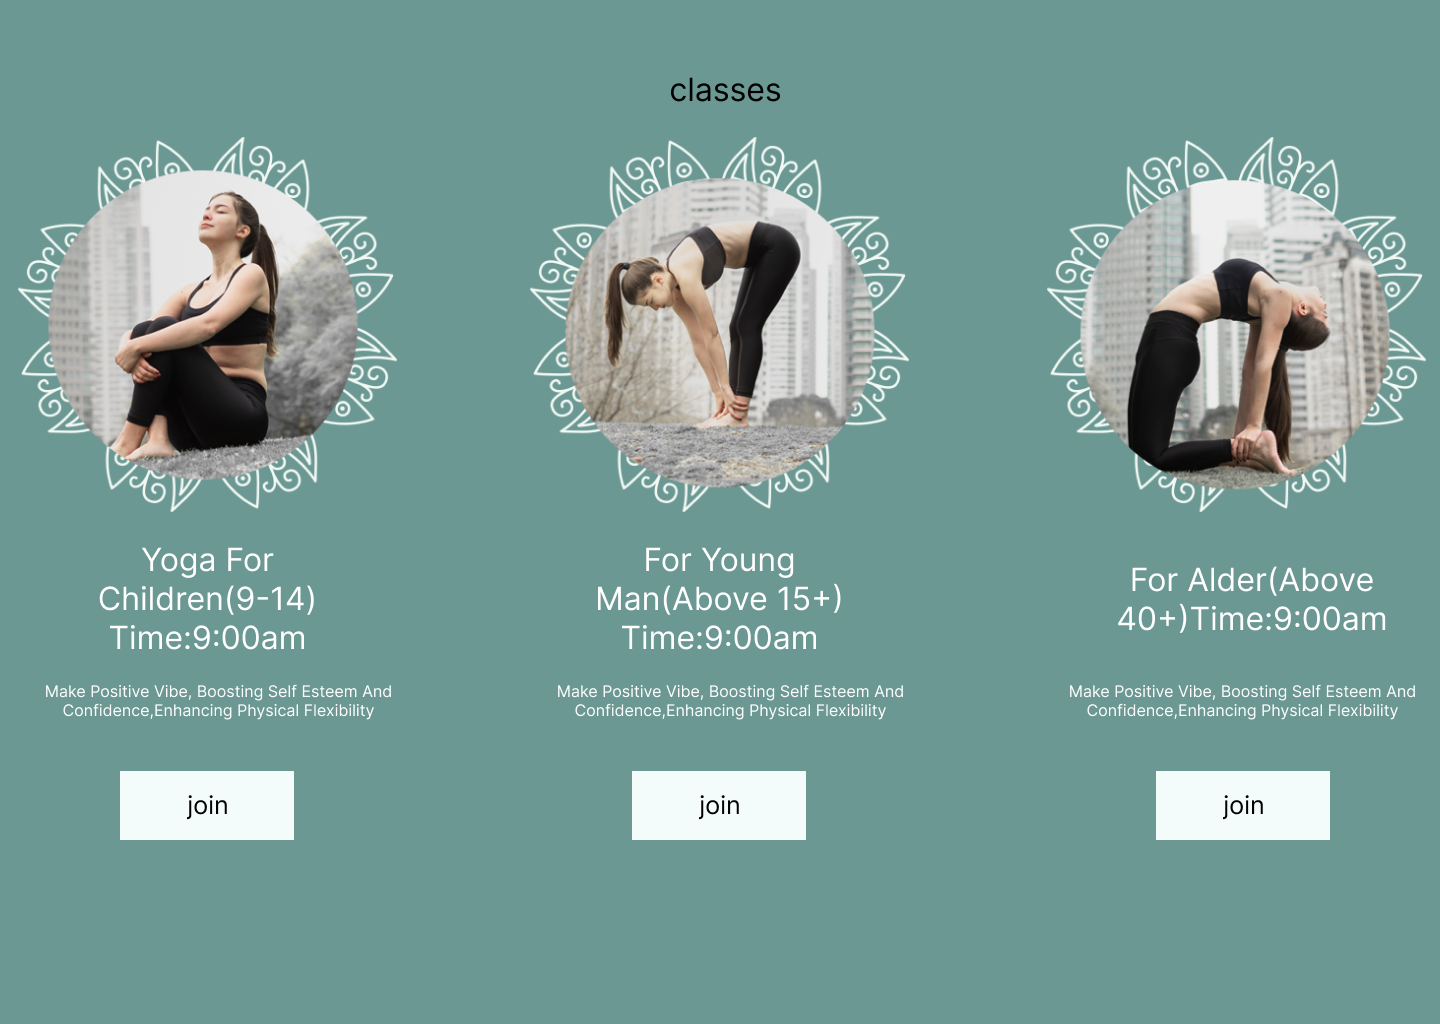 classes
Yoga For
Children(9-14)
Time:9:00am
Make Positive Vibe, Boosting Self Esteem And
Confidence,Enhancing Physical Flexibility
join
For Young
Man(Above 15+)
Time:9:00am
Make Positive Vibe, Boosting Self Esteem And
Confidence,Enhancing Physical Flexibility
join
For Alder(Above
40+)Time:9:00am
Make Positive Vibe, Boosting Self Esteem And
Confidence,Enhancing Physical Flexibility
join